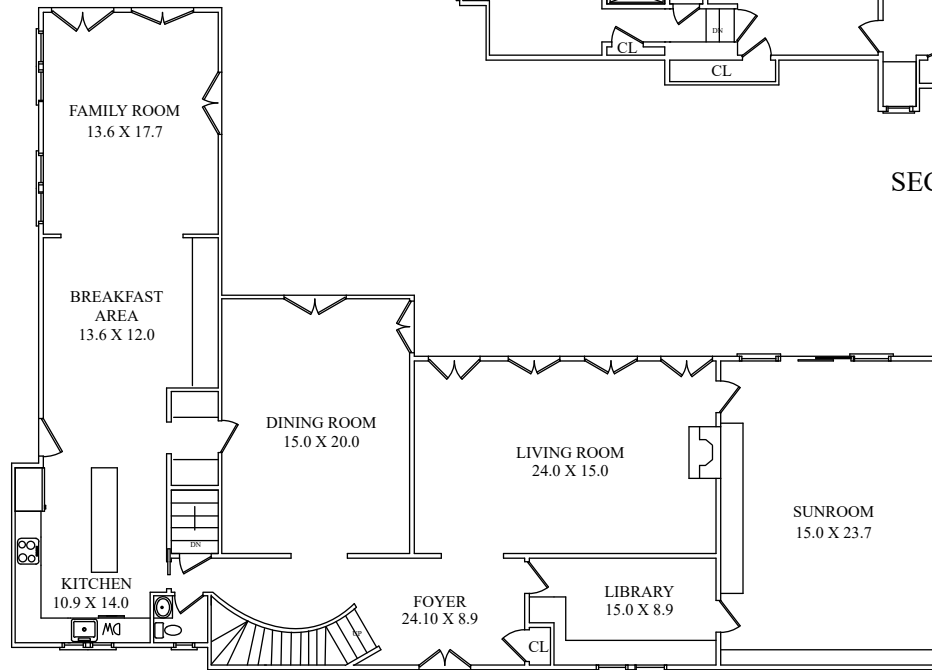 DN
CL
CL
SEC
FAMILY ROOM
13.6 X 17.7
BREAKFAST
AREA
13.6 X 12.0
DINING ROOM
15.0 X 20.0
LIVING ROOM
24.0 X 15.0
SUNROOM
15.0 X 23.7
DN
KITCHEN
10.9 X 14.0
DW
FOYER
24.10 X 8.9
LIBRARY
15.0 X 8.9
UP
CL